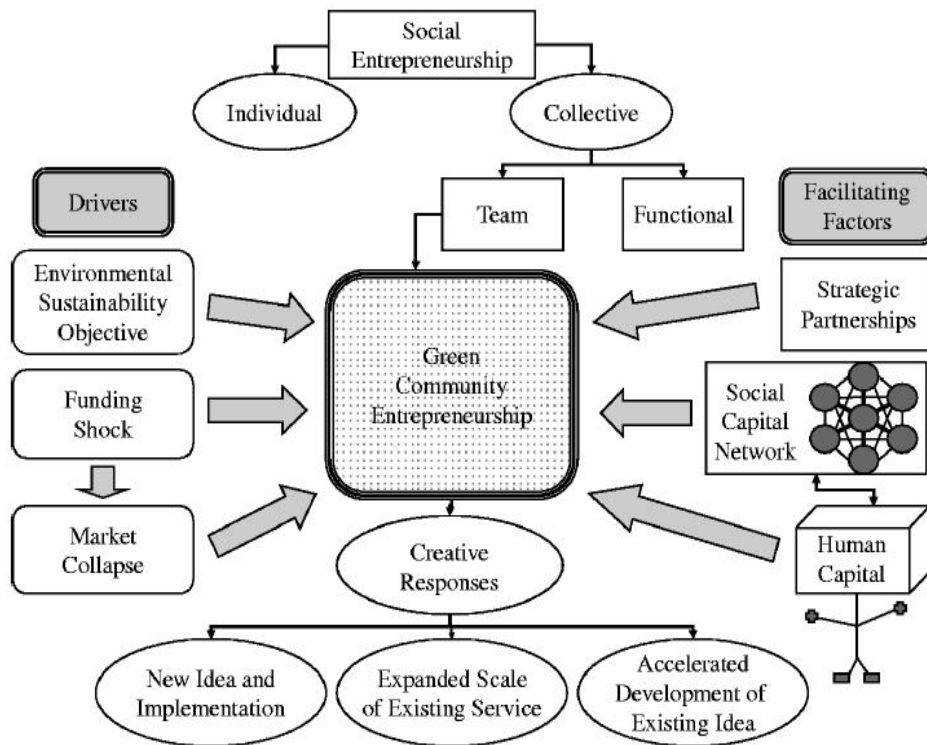 Social
Entrepreneurship
Individual
Collective
Team
Functional
Drivers
Facilitating
Factors
Environmental
Sustainability
Objective
Strategic
Partnerships
Green
Community
Entrepreneurship
Funding
Shock
Social
Capital
Network
Market
Collapse
Human
Capital
Creative
Responses
New Idea and
Implementation
Expanded Scale
of Existing Service
Accelerated
Development of
Existing Idea